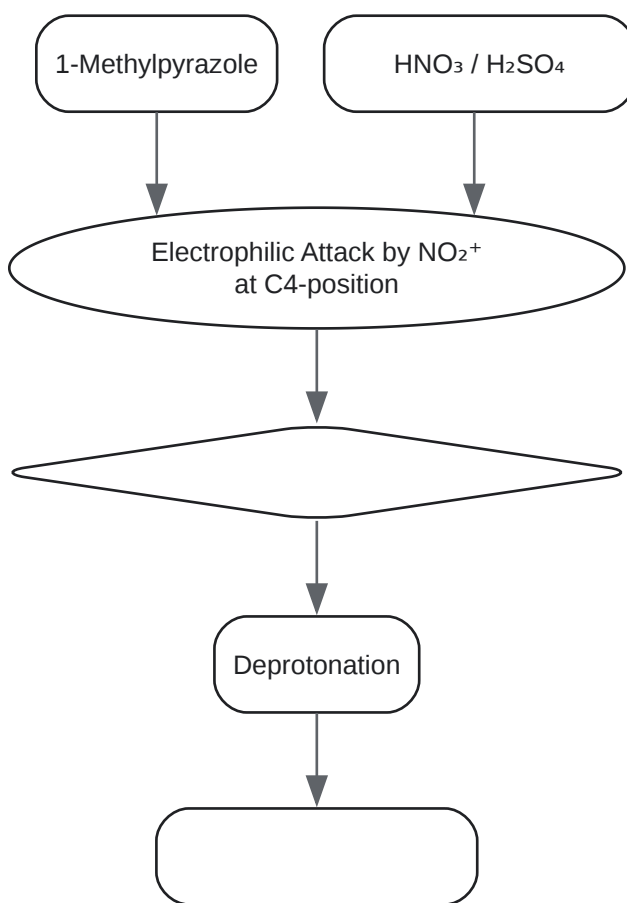 1-Methylpyrazole
HNO₃ / H₂SO₄
Electrophilic Attack by NO₂⁺
at C4-position
Deprotonation